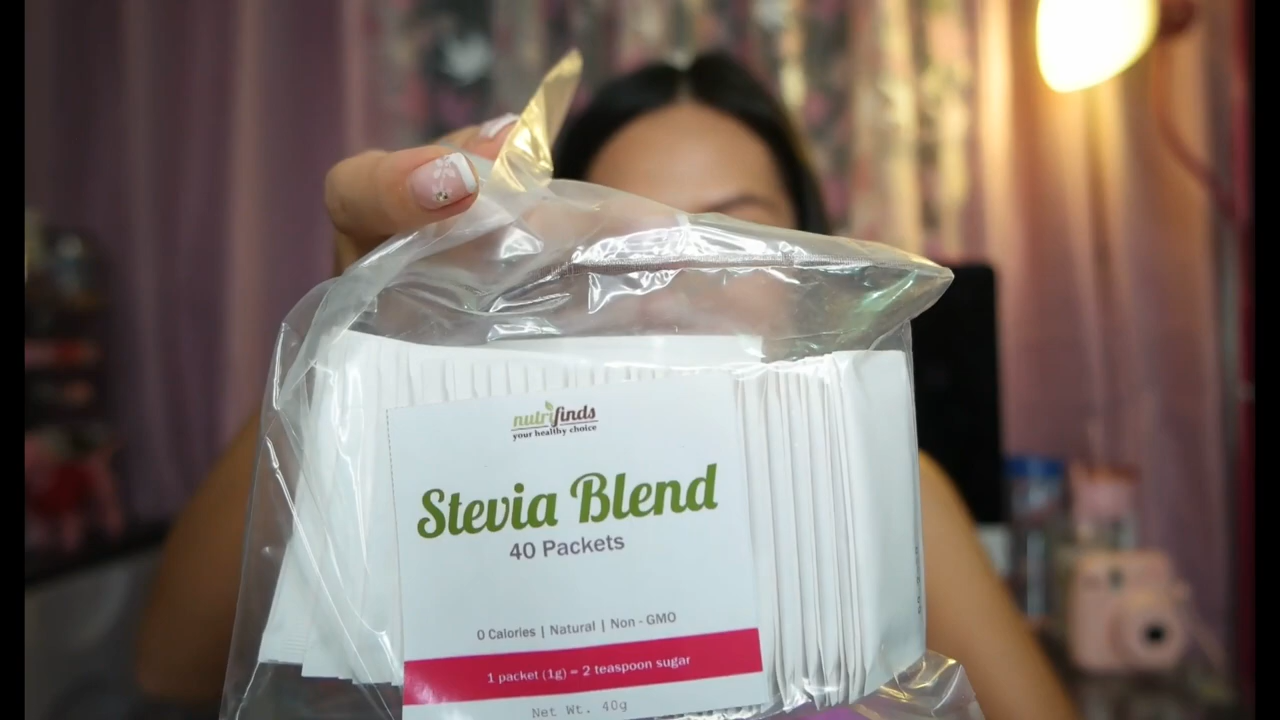 nutrifinds
your healthy choice
Stevia Blend
40 Packets
0 Calories | Natural | Non - GMO
1 packet (1g) = 2 teaspoon sugar
Net Wt. 40g